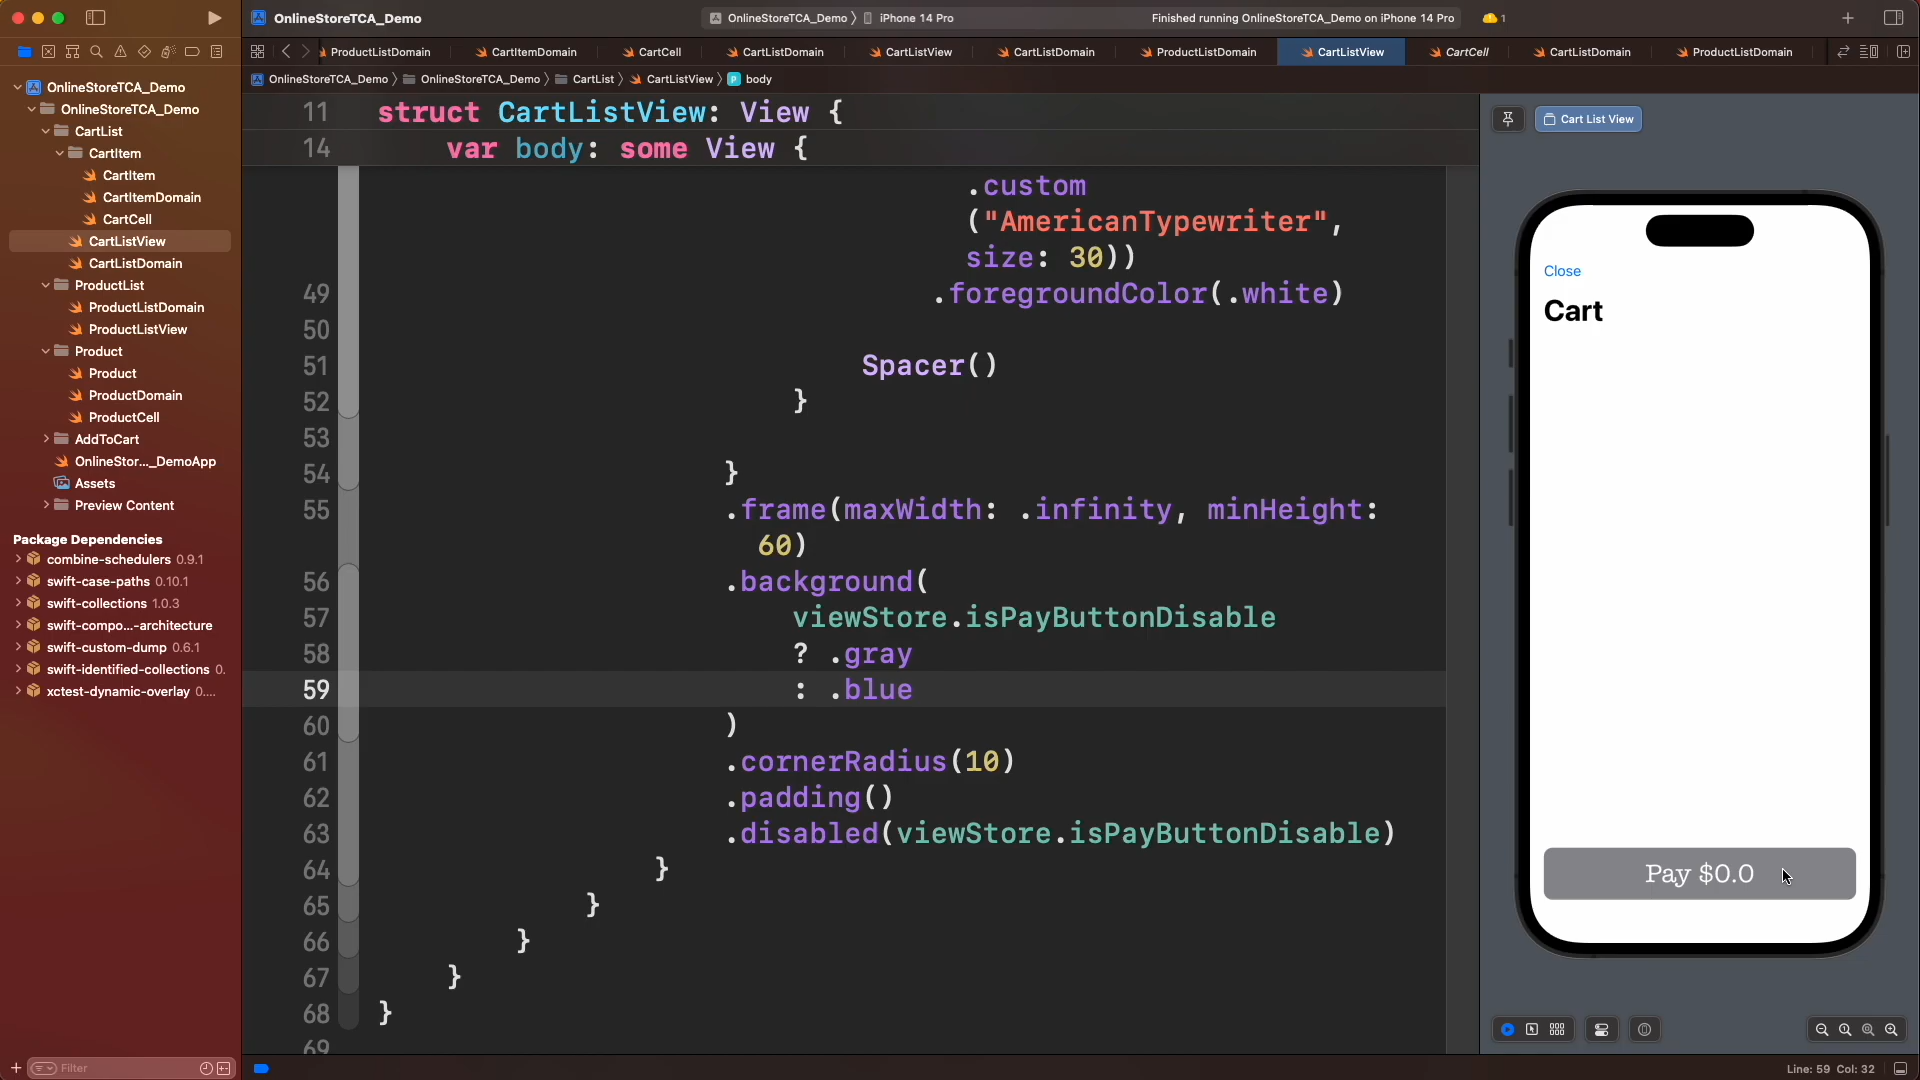 OnlineStoreTCA_Demo
OnlineStoreTCA_Demo 〉 iPhone 14 Pro
Finished running OnlineStoreTCA_Demo on iPhone 14 Pro
1
ProductListDomain
CartItemDomain
CartCell
CartListDomain
CartListView
CartListDomain
ProductListDomain
CartListView
CartCell
CartListDomain
ProductListDomain
OnlineStoreTCA_Demo 〉 OnlineStoreTCA_Demo 〉 CartList 〉 CartListView 〉 P body
OnlineStoreTCA_Demo
OnlineStoreTCA_Demo
CartList
CartItem
CartItem
CartItemDomain
CartCell
CartListView
CartListDomain
ProductList
ProductListDomain
ProductListView
Product
Product
ProductDomain
ProductCell
AddToCart
OnlineStor..._DemoApp
Assets
Preview Content
Package Dependencies
combine-schedulers 0.9.1
swift-case-paths 0.10.1
swift-collections 1.0.3
swift-compo...-architecture
swift-custom-dump 0.6.1
swift-identified-collections 0.
xctest-dynamic-overlay 0....
Filter
11 struct CartListView: View {
14 var body: some View {
.custom
("AmericanTypewriter",
size: 30))
49 .foregroundColor(.white)
50
51 Spacer()
52 }
53
54 }
55 .frame(maxWidth: .infinity, minHeight:
60)
56 .background(
57 viewStore.isPayButtonDisable
58 ? .gray
59 : .blue
60 )
61 .cornerRadius(10)
62 .padding()
63 .disabled(viewStore.isPayButtonDisable)
64 }
65 }
66 }
67 }
68 }
69
Cart List View
Close
Cart
Pay $0.0
Line: 59 Col: 32